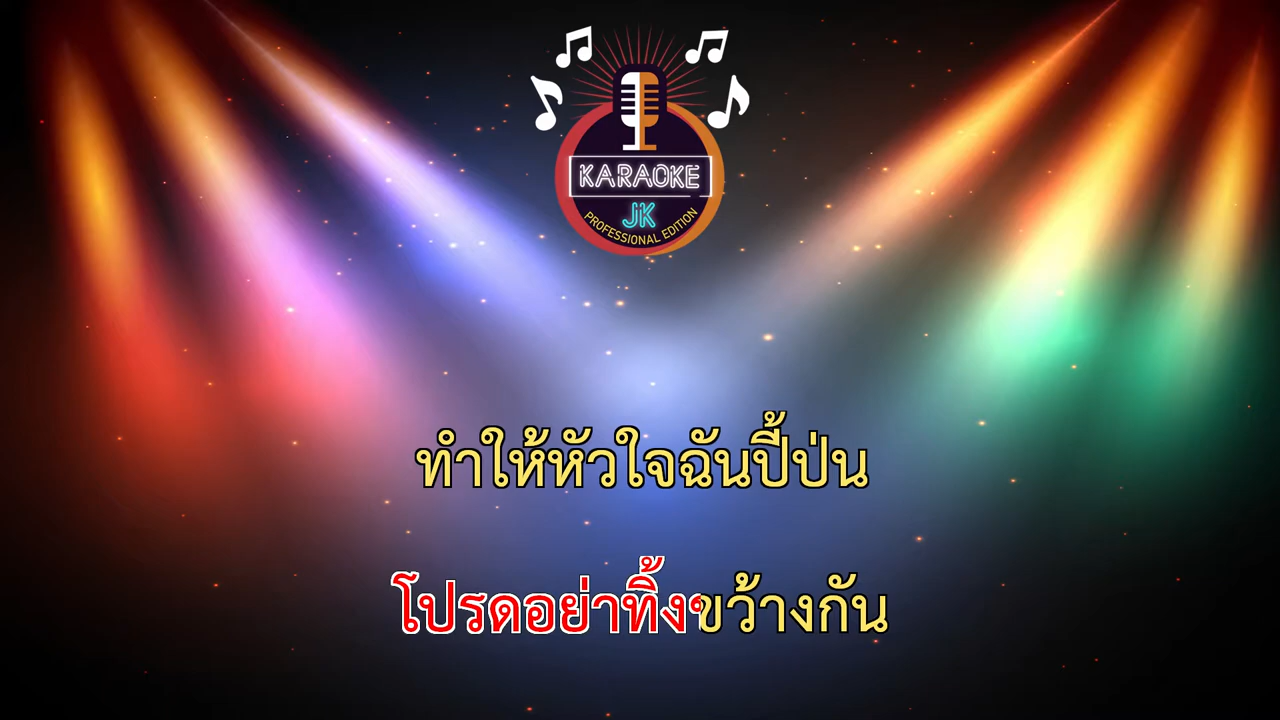 KARAOKE
JK
PROFESSIONAL EDITION
ทำให้หัวใจฉันปี้ป่น
โปรดอย่าทิ้งขว้างกัน